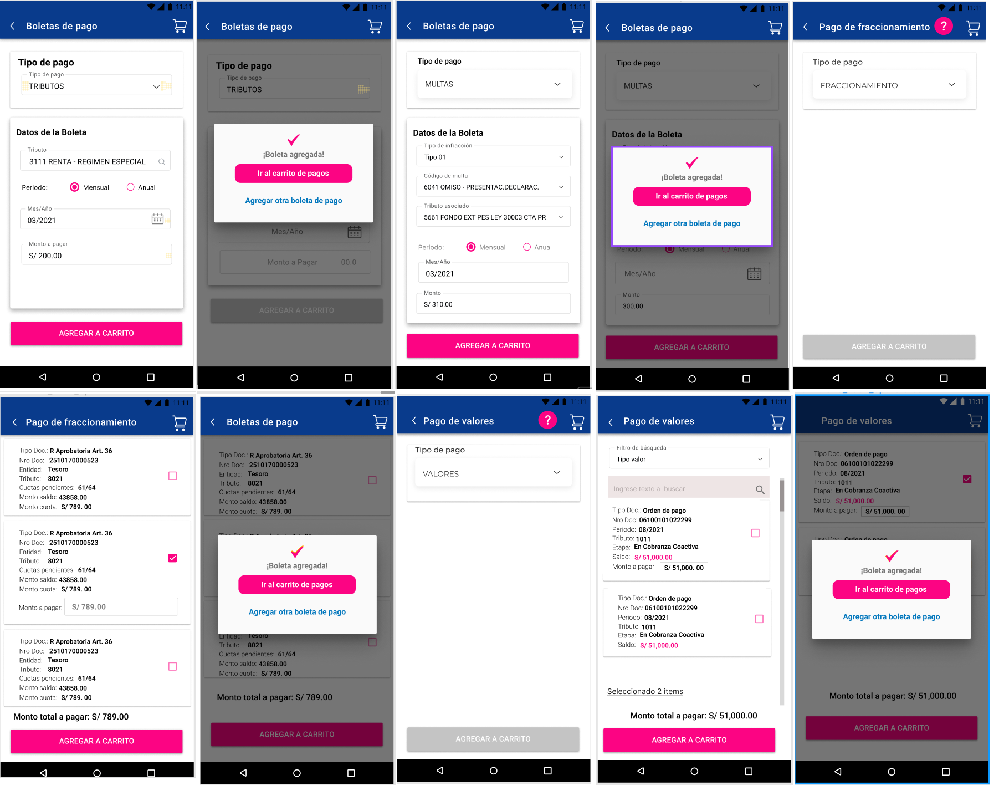 11:11
Boletas de pago
Tipo de pago
Tipo de pago
TRIBUTOS
Datos de la Boleta
Tributo
3111 RENTA - REGIMEN ESPECIAL
Periodo: Mensual Anual
Mes/Año
03/2021
Monto a pagar
S/ 200.00
AGREGAR A CARRITO
11:11
Boletas de pago
Tipo de pago
Tipo de pago
TRIBUTOS
¡Boleta agregada!
Ir al carrito de pagos
Agregar otra boleta de pago
Mes/Año
Monto a Pagar 00.0
AGREGAR A CARRITO
11:11
Boletas de pago
Tipo de pago
MULTAS
Datos de la Boleta
Tipo de infracción
Tipo 01
Código de multa
6041 OMISO - PRESENTAC.DECLARAC.
Tributo asociado
5661 FONDO EXT PES LEY 30003 CTA PR
Periodo: Mensual Anual
Mes/Año
03/2021
Monto
S/ 310.00
AGREGAR A CARRITO
11:11
Boletas de pago
Tipo de pago
MULTAS
Datos de la Boleta
¡Boleta agregada!
Ir al carrito de pagos
Agregar otra boleta de pago
Periodo: Mensual Anual
Mes/Año
Monto
300.00
AGREGAR A CARRITO
11:11
Pago de fraccionamiento ?
Tipo de pago
FRACCIONAMIENTO
AGREGAR A CARRITO
11:11
Pago de fraccionamiento
Tipo Doc.: R Aprobatoria Art. 36
Nro Doc: 2510170000523
Entidad: Tesoro
Tributo: 8021
Cuotas pendientes: 61/64
Monto saldo: 43858.00
Monto cuota: S/ 789. 00
Tipo Doc.: R Aprobatoria Art. 36
Nro Doc: 2510170000523
Entidad: Tesoro
Tributo: 8021
Cuotas pendientes: 61/64
Monto saldo: 43858.00
Monto cuota: S/ 789. 00
Monto a pagar: S/ 789.00
Tipo Doc.: R Aprobatoria Art. 36
Nro Doc: 2510170000523
Entidad: Tesoro
Tributo: 8021
Cuotas pendientes: 61/64
Monto saldo: 43858.00
Monto cuota: S/ 789. 00
Monto total a pagar: S/ 789.00
AGREGAR A CARRITO
11:11
Boletas de pago
Tipo Doc.: R Aprobatoria Art. 36
Nro Doc: 2510170000523
Entidad: Tesoro
Tributo: 8021
Cuotas pendientes: 61/64
Monto saldo: 43858.00
Monto cuota: S/ 789. 00
Tipo Doc.: R Aprobatoria Art. 36
¡Boleta agregada!
Ir al carrito de pagos
Agregar otra boleta de pago
Entidad: Tesoro
Tributo: 8021
Cuotas pendientes: 61/64
Monto saldo: 43858.00
Monto cuota: S/ 789. 00
Monto total a pagar: S/ 789.00
AGREGAR A CARRITO
11:11
Pago de valores ?
Tipo de pago
VALORES
AGREGAR A CARRITO
11:11
Pago de valores
Filtro de búsqueda
Tipo valor
Ingrese texto a buscar
Tipo Doc.: Orden de pago
Nro Doc: 06100101022299
Periodo: 08/2021
Tributo: 1011
Etapa: En Cobranza Coactiva
Saldo: S/ 51,000.00
Monto a pagar: S/ 51,000. 00
Tipo Doc.: Orden de pago
Nro Doc: 06100101022299
Periodo: 08/2021
Tributo: 1011
Etapa: En Cobranza Coactiva
Saldo: S/ 51,000.00
Seleccionado 2 items
Monto total a pagar: S/ 51,000.00
AGREGAR A CARRITO
11:11
Pago de valores
Tipo Doc.: Orden de pago
Nro Doc: 06100101022299
Periodo: 08/2021
Tributo: 1011
Etapa: En Cobranza Coactiva
Saldo: S/ 51,000.00
Monto a pagar: S/ 51,000. 00
Tipo Doc.: Orden de pago
¡Boleta agregada!
Ir al carrito de pagos
Agregar otra boleta de pago
Monto total a pagar: S/ 51,000.00
AGREGAR A CARRITO